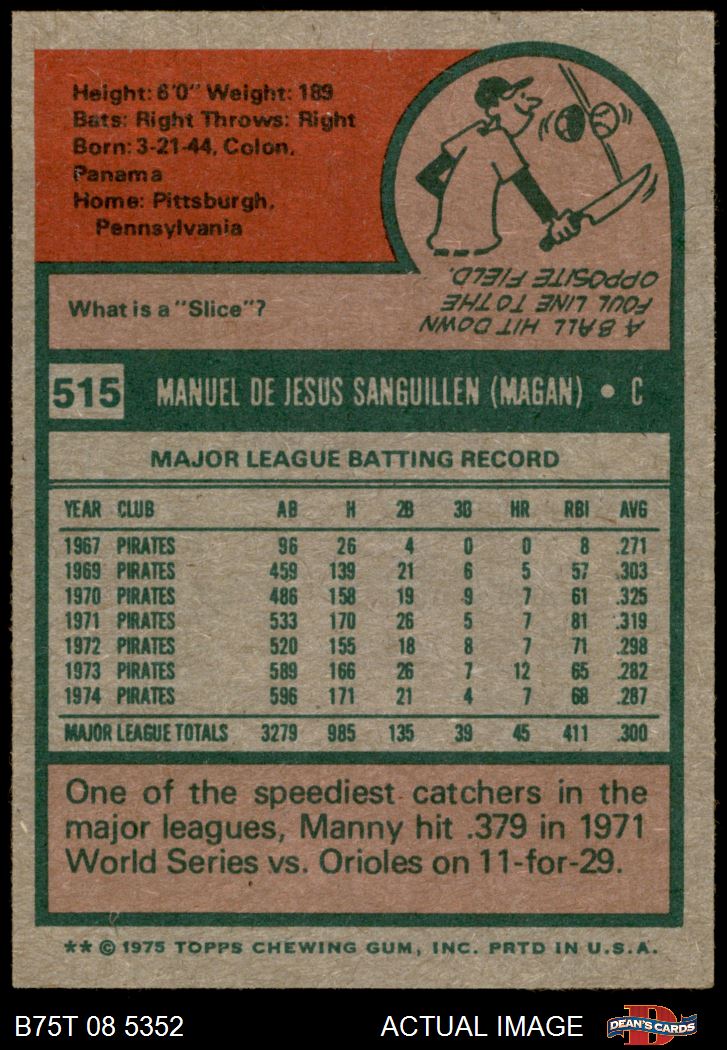 Height: 6'0" Weight: 189
Bats: Right Throws: Right
Born: 3-21-44, Colon,
Panama
Home: Pittsburgh,
Pennsylvania
What is a "Slice"?
A BALL HIT DOWN
FOUL LINE TO THE
OPPOSITE FIELD.
515 MANUEL DE JESUS SANGUILLEN (MAGAN) • C
MAJOR LEAGUE BATTING RECORD
YEAR CLUB AB H 2B 3B HR RBI AVG
1967 PIRATES 96 26 4 0 0 8 .271
1969 PIRATES 459 139 21 6 5 57 .303
1970 PIRATES 486 158 19 9 7 61 .325
1971 PIRATES 533 170 26 5 7 81 .319
1972 PIRATES 520 155 18 8 7 71 .298
1973 PIRATES 589 166 26 7 12 65 .282
1974 PIRATES 596 171 21 4 7 68 .287
MAJOR LEAGUE TOTALS 3279 985 135 39 45 411 .300
One of the speediest catchers in the
major leagues, Manny hit .379 in 1971
World Series vs. Orioles on 11-for-29.
** © 1975 TOPPS CHEWING GUM, INC. PRTD IN U.S.A.
B75T 08 5352 ACTUAL IMAGE D DEAN'S CARDS